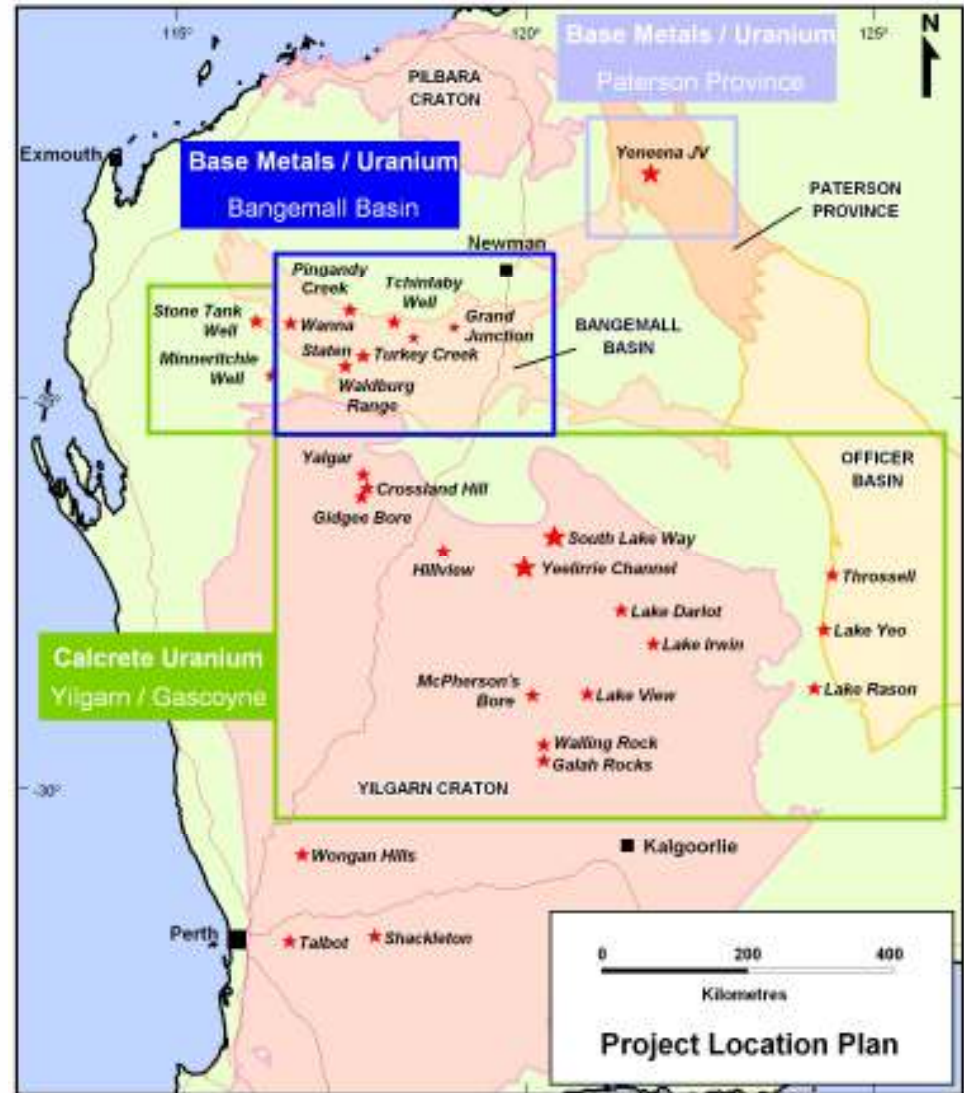 115°
120
125°
N
Base Metals / Uranium
Paterson Province
PILBARA
CRATON
Exmouth
Base Metals / Uranium
Bangemall Basin
Yeneena JV
PATERSON
PROVINCE
Newman
Pingandy
Creek
Tchintaby
Well
Stone Tank
Well
Wanna
Grand
Junction
BANGEMALL
BASIN
Staten
Turkey Creek
Minneritchie
Well
Waldburg
Range
Yalgar
OFFICER
BASIN
Crossland Hill
Gidgee Bore
South Lake Way
Hillview
Yeelirrie Channel
Throssell
Lake Darlot
Lake Yeo
Lake Irwin
Calcrete Uranium
Yilgarn / Gascoyne
McPherson's
Bore
Lake View
Lake Rason
Walling Rock
Galah Rocks
-30°
YILGARN CRATON
Kalgoorlie
Wongan Hills
Perth
Talbot
Shackleton
0 200 400
Kilometres
Project Location Plan